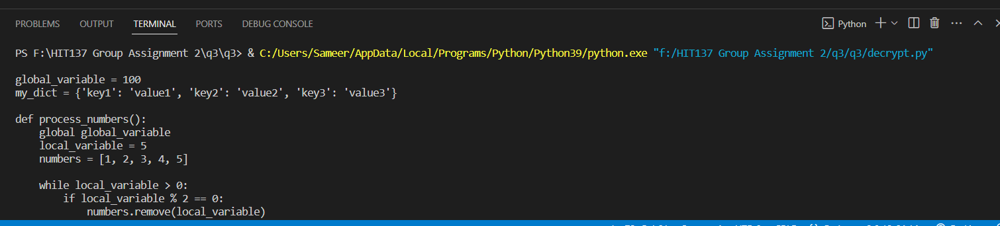 PROBLEMS OUTPUT TERMINAL PORTS DEBUG CONSOLE Python
PS F:\HIT137 Group Assignment 2\q3\q3> & C:/Users/Sameer/AppData/Local/Programs/Python/Python39/python.exe "f:/HIT137 Group Assignment 2/q3/q3/decrypt.py"
global_variable = 100
my_dict = {'key1': 'value1', 'key2': 'value2', 'key3': 'value3'}
def process_numbers():
    global global_variable
    local_variable = 5
    numbers = [1, 2, 3, 4, 5]
    while local_variable > 0:
        if local_variable % 2 == 0:
            numbers.remove(local_variable)